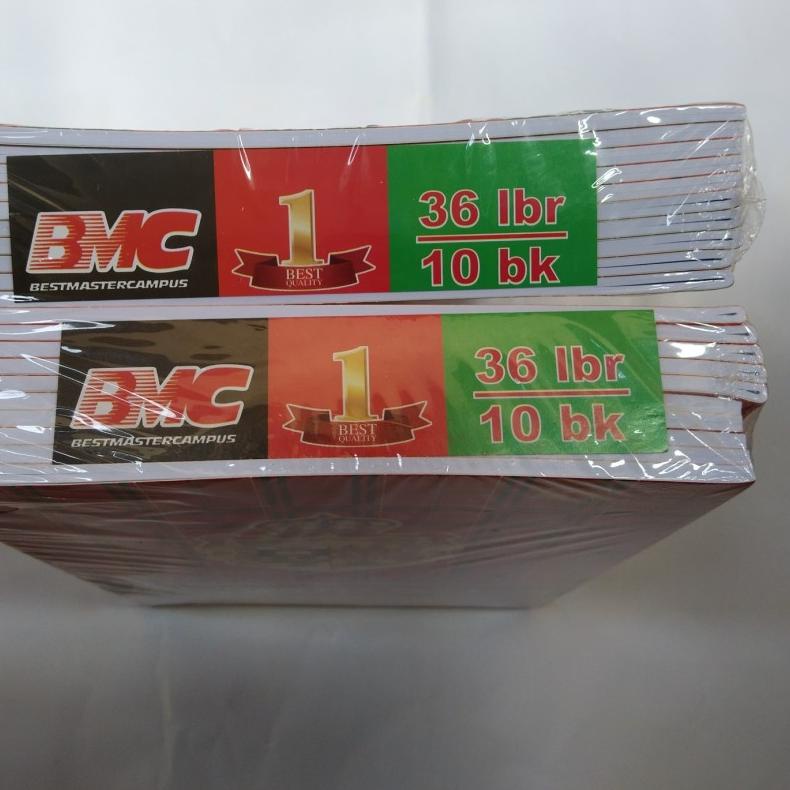 BMC
BESTMASTERCAMPUS
1
BEST
QUALITY
36 lbr
10 bk
BMC
BESTMASTERCAMPUS
1
BEST
QUALITY
36 lbr
10 bk